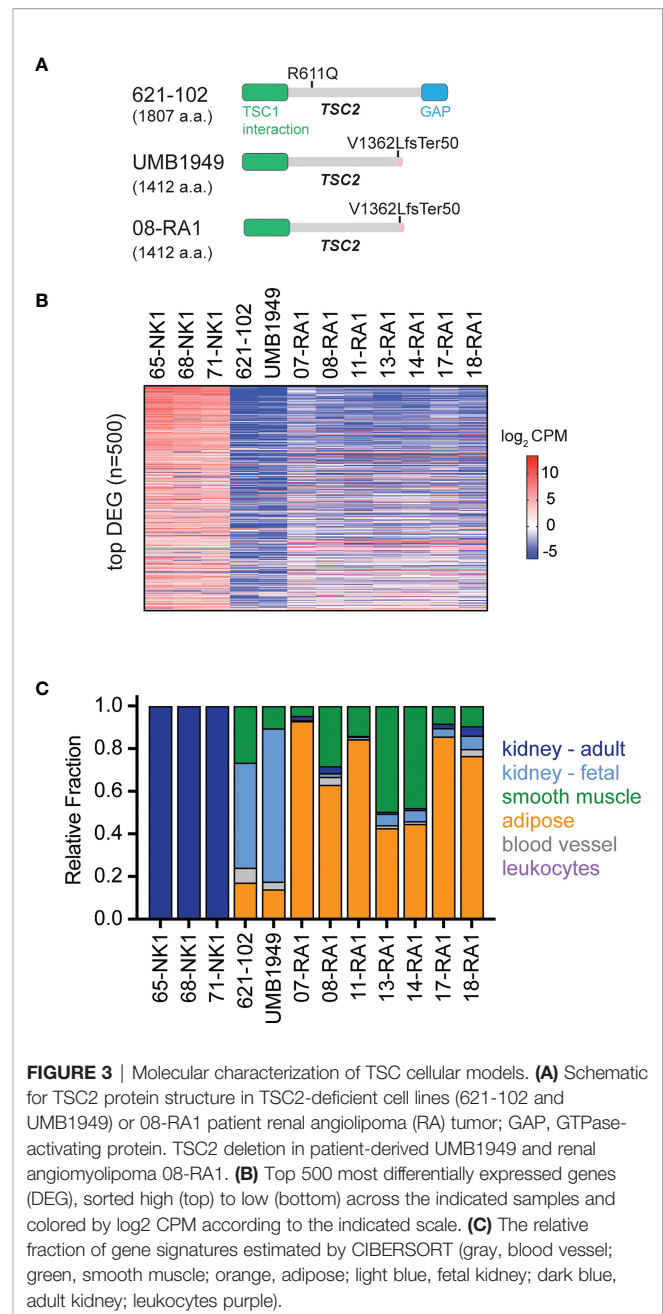 A
621-102
(1807 a.a.)
R611Q
TSC1
interaction
TSC2
GAP
UMB1949
(1412 a.a.)
V1362LfsTer50
TSC2
08-RA1
(1412 a.a.)
V1362LfsTer50
TSC2
B
65-NK1
68-NK1
71-NK1
621-102
UMB1949
07-RA1
08-RA1
11-RA1
13-RA1
14-RA1
17-RA1
18-RA1
top DEG (n=500)
log2 CPM
10
5
0
-5
C
Relative Fraction
1.0
0.8
0.6
0.4
0.2
0.0
65-NK1
68-NK1
71-NK1
621-102
UMB1949
07-RA1
08-RA1
11-RA1
13-RA1
14-RA1
17-RA1
18-RA1
kidney - adult
kidney - fetal
smooth muscle
adipose
blood vessel
leukocytes
FIGURE 3 | Molecular characterization of TSC cellular models. (A) Schematic
for TSC2 protein structure in TSC2-deficient cell lines (621-102 and
UMB1949) or 08-RA1 patient renal angiolipoma (RA) tumor; GAP, GTPase-
activating protein. TSC2 deletion in patient-derived UMB1949 and renal
angiomyolipoma 08-RA1. (B) Top 500 most differentially expressed genes
(DEG), sorted high (top) to low (bottom) across the indicated samples and
colored by log2 CPM according to the indicated scale. (C) The relative
fraction of gene signatures estimated by CIBERSORT (gray, blood vessel;
green, smooth muscle; orange, adipose; light blue, fetal kidney; dark blue,
adult kidney; leukocytes purple).